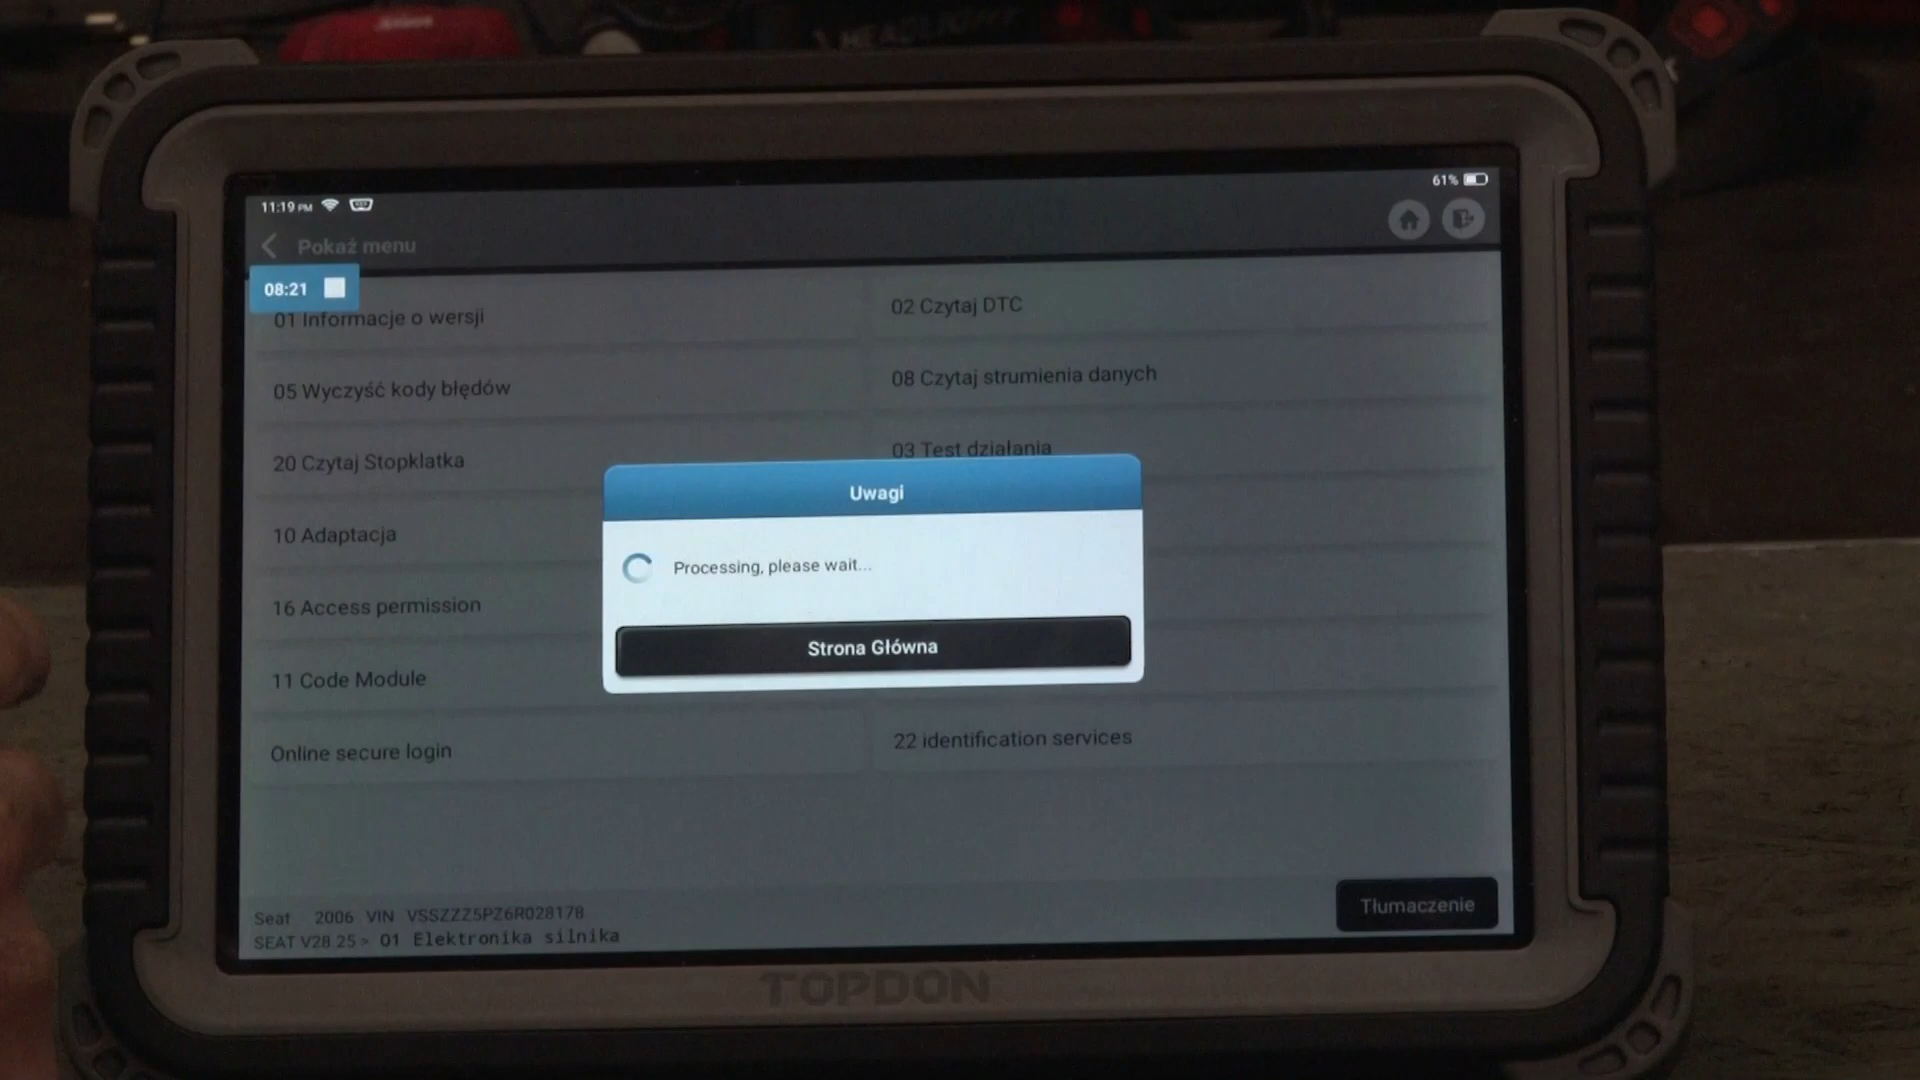 HEADLIGHT
11:19 PM
61%
Pokaż menu
08:21
01 Informacje o wersji
02 Czytaj DTC
05 Wyczyść kody błędów
08 Czytaj strumienia danych
20 Czytaj Stopklatka
03 Test działania
10 Adaptacja
16 Access permission
11 Code Module
Online secure login
22 identification services
Uwagi
Processing, please wait...
Strona Główna
Seat 2006 VIN VSSZZZ5PZ6R028178
SEAT V28.25 > 01 Elektronika silnika
Tłumaczenie
TOPDON